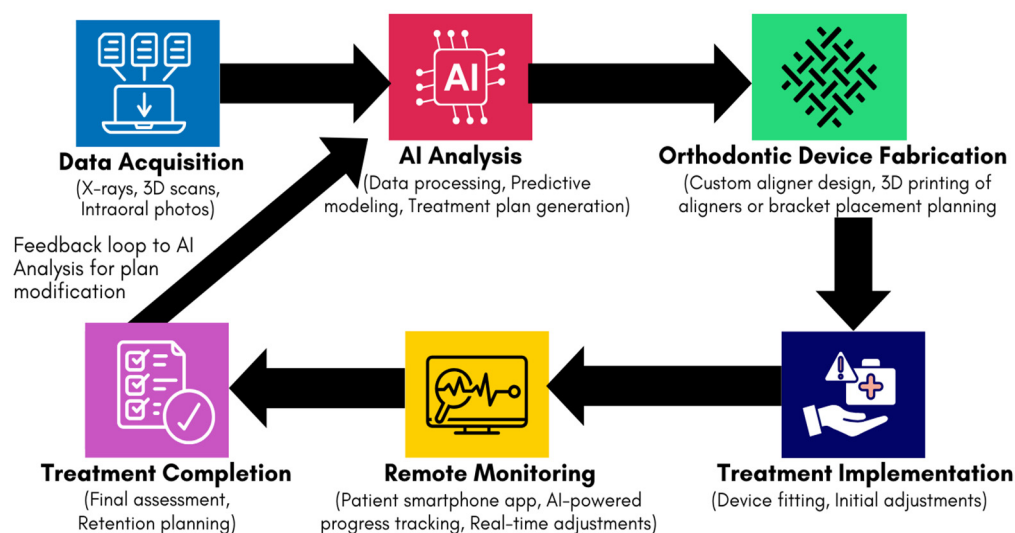 AI
Data Acquisition
(X-rays, 3D scans,
Intraoral photos)
AI Analysis
(Data processing, Predictive
modeling, Treatment plan generation)
Orthodontic Device Fabrication
(Custom aligner design, 3D printing of
aligners or bracket placement planning
Feedback loop to AI
Analysis for plan
modification
Treatment Completion
(Final assessment,
Retention planning)
Remote Monitoring
(Patient smartphone app, AI-powered
progress tracking, Real-time adjustments)
Treatment Implementation
(Device fitting, Initial adjustments)